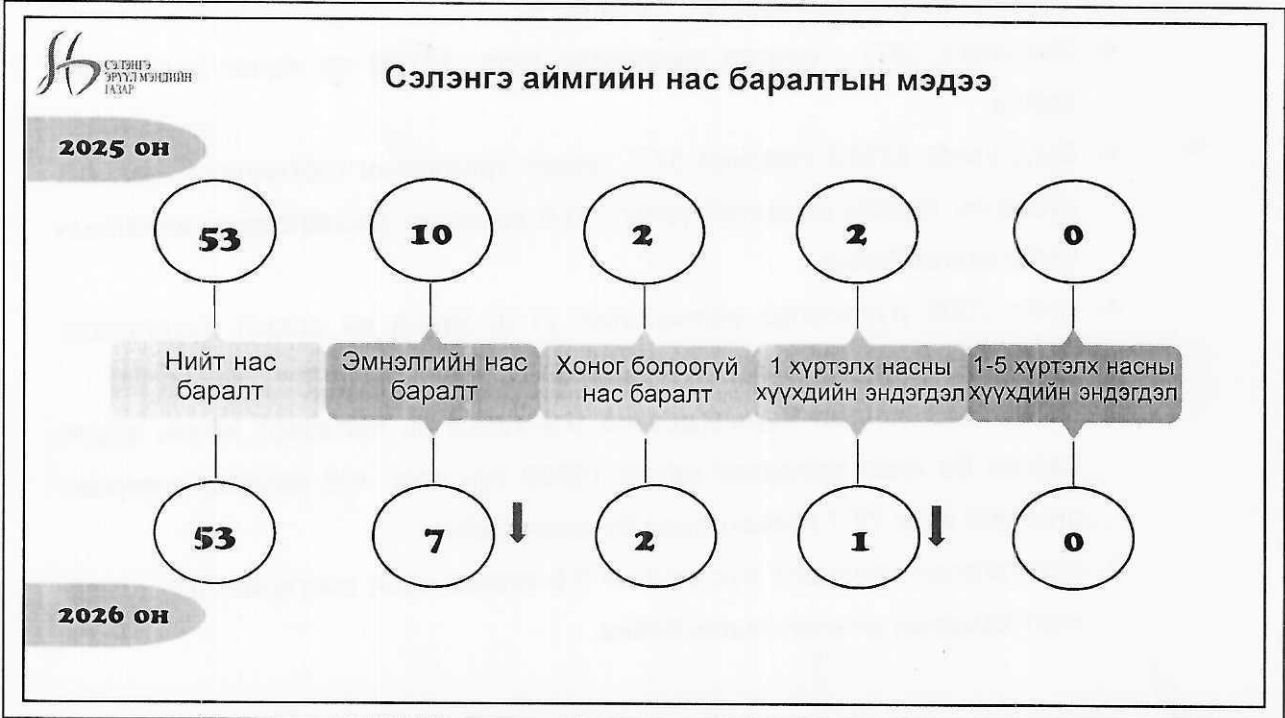 СЭЛЭНГЭ
ЭРҮҮЛ МЭНДИЙН
ГАЗАР
Сэлэнгэ аймгийн нас баралтын мэдээ
2025 он
53
10
2
2
0
Нийт нас
баралт
Эмнэлгийн нас
баралт
Хоног болоогүй
нас баралт
1 хүртэлх насны
хүүхдийн эндэгдэл
1-5 хүртэлх насны
хүүхдийн эндэгдэл
53
7
2
1
0
2026 он